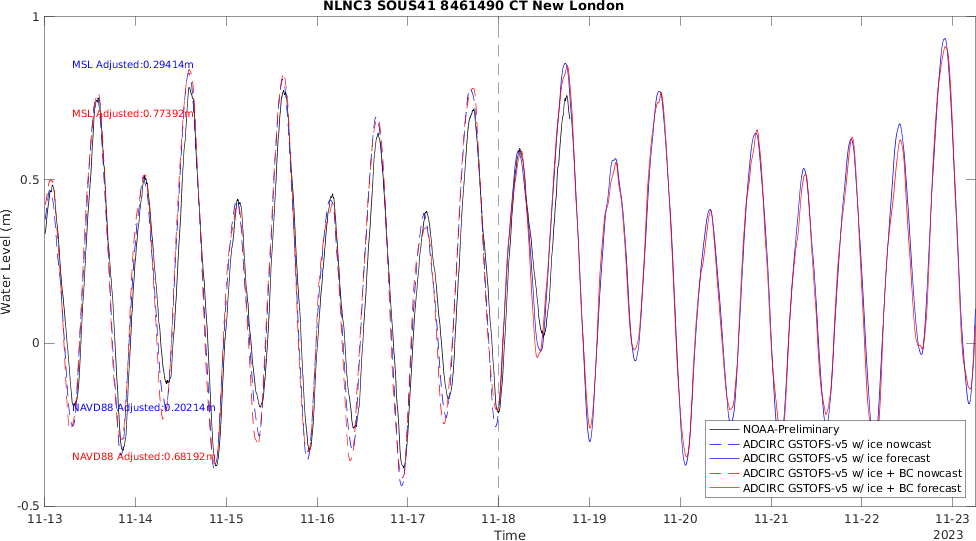 NLNC3 SOUS41 8461490 CT New London
1
MSL Adjusted:0.29414m
MSL Adjusted:0.77392m
0.5
Water Level (m)
0
NAVD88 Adjusted:0.20214m
NAVD88 Adjusted:0.68192m
-0.5
NOAA-Preliminary
ADCIRC GSTOFS-v5 w/ ice nowcast
ADCIRC GSTOFS-v5 w/ ice forecast
ADCIRC GSTOFS-v5 w/ ice + BC nowcast
ADCIRC GSTOFS-v5 w/ ice + BC forecast
11-13 11-14 11-15 11-16 11-17 11-18 11-19 11-20 11-21 11-22 11-23
Time
2023